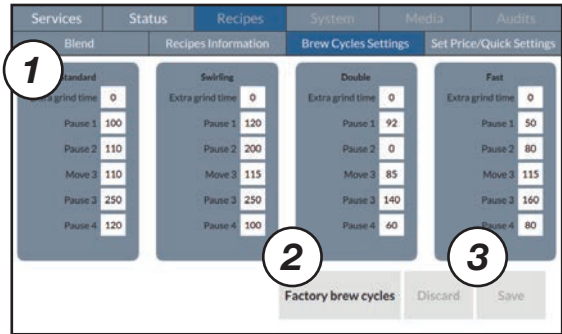 Services Status Recipes System Media Audits
Blend Recipes Information Brew Cycles Settings Set Price/Quick Settings
1
Standard Swirling Double Fast
Extra grind time 0 Extra grind time 0 Extra grind time 0 Extra grind time 0
Pause 1 100 Pause 1 120 Pause 1 92 Pause 1 50
Pause 2 110 Pause 2 200 Pause 2 0 Pause 2 80
Move 3 110 Move 3 115 Move 3 85 Move 3 115
Pause 3 250 Pause 3 250 Pause 3 140 Pause 3 160
Pause 4 120 Pause 4 100 Pause 4 60 Pause 4 80
2 3
Factory brew cycles Discard Save